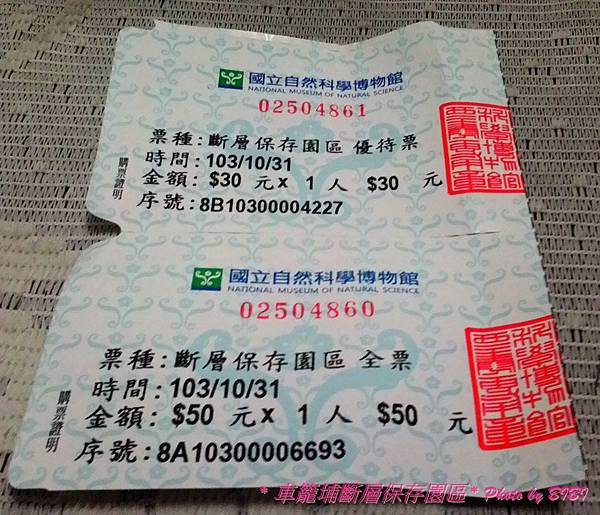 國立自然科學博物館
NATIONAL MUSEUM OF NATURAL SCIENCE
02504861
票種:斷層保存園區 優待票
時間:103/10/31
金額: $30 元x 1 人 $30 元
序號:8B10300004227
購票證明
國立自然科學博物館
NATIONAL MUSEUM OF NATURAL SCIENCE
02504860
票種:斷層保存園區 全票
時間:103/10/31
金額: $50 元x 1 人 $50 元
序號:8A10300006693
購票證明
* 車籠埔斷層保存園區* Photo by BIBI